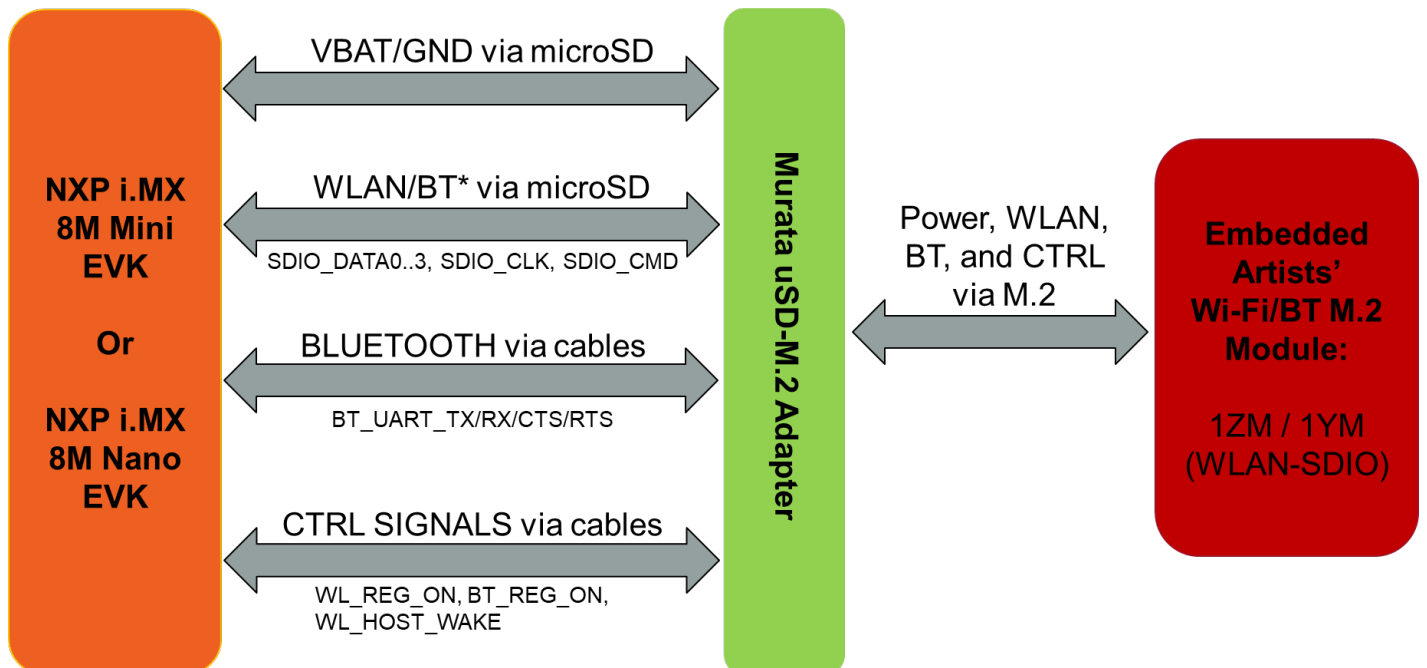 NXP i.MX
8M Mini
EVK
Or
NXP i.MX
8M Nano
EVK
VBAT/GND via microSD
WLAN/BT* via microSD
SDIO_DATA0..3, SDIO_CLK, SDIO_CMD
BLUETOOTH via cables
BT_UART_TX/RX/CTS/RTS
CTRL SIGNALS via cables
WL_REG_ON, BT_REG_ON,
WL_HOST_WAKE
Murata uSD-M.2 Adapter
Power, WLAN,
BT, and CTRL
via M.2
Embedded
Artists’
Wi-Fi/BT M.2
Module:
1ZM / 1YM
(WLAN-SDIO)